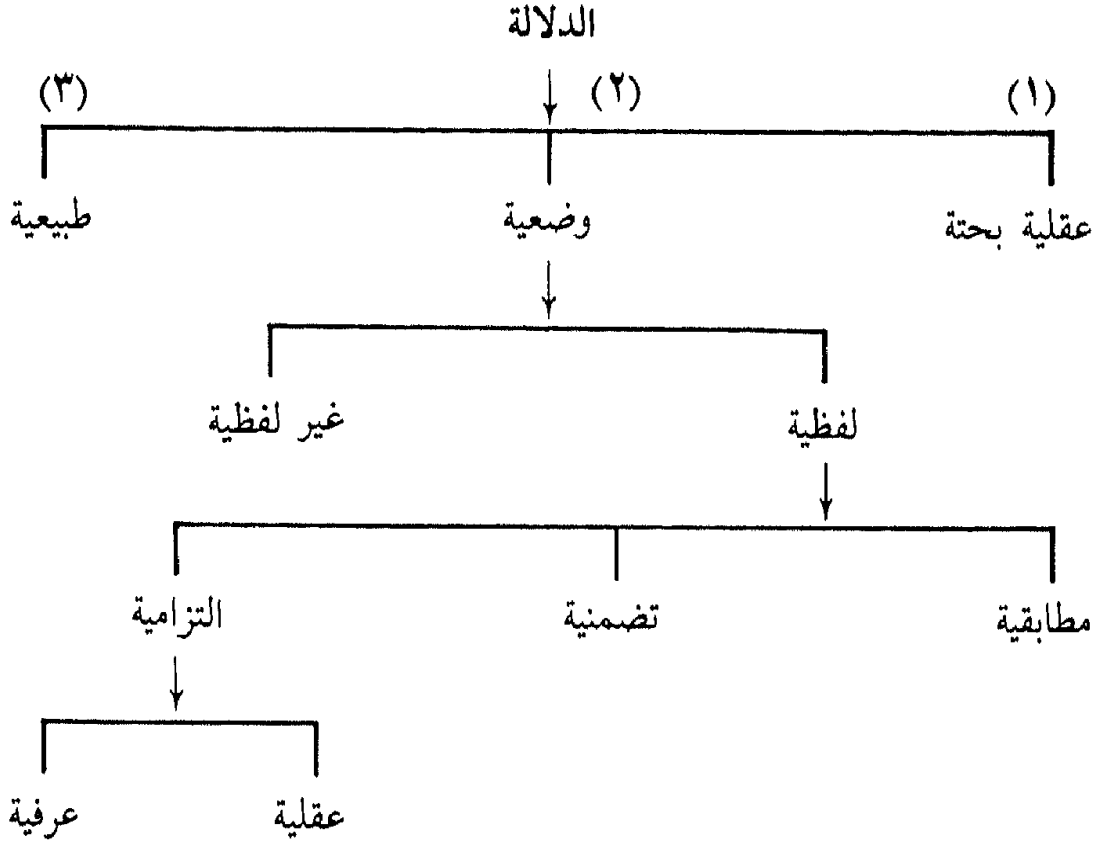 الدلالة
(١) (٢) (٣)
عقلية بحتة وضعية طبيعية
لفظية غير لفظية
مطابقية تضمنية التزامية
عقلية عرفية